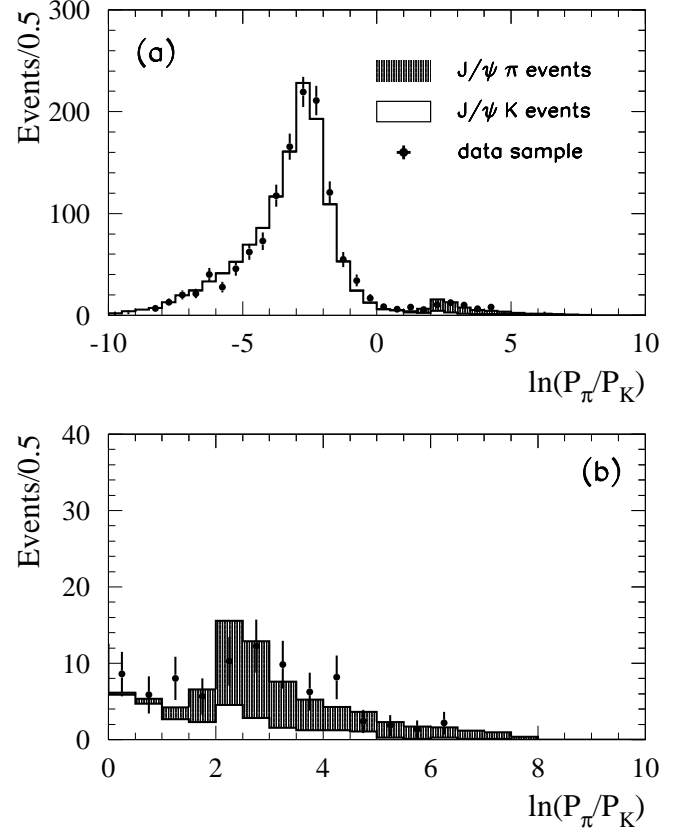 Events/0.5
300
200
100
0
(a)
J/ψ π events
J/ψ K events
data sample
-10 -5 0 5 10
ln(P_π/P_K)
Events/0.5
40
30
20
10
0
(b)
0 2 4 6 8 10
ln(P_π/P_K)